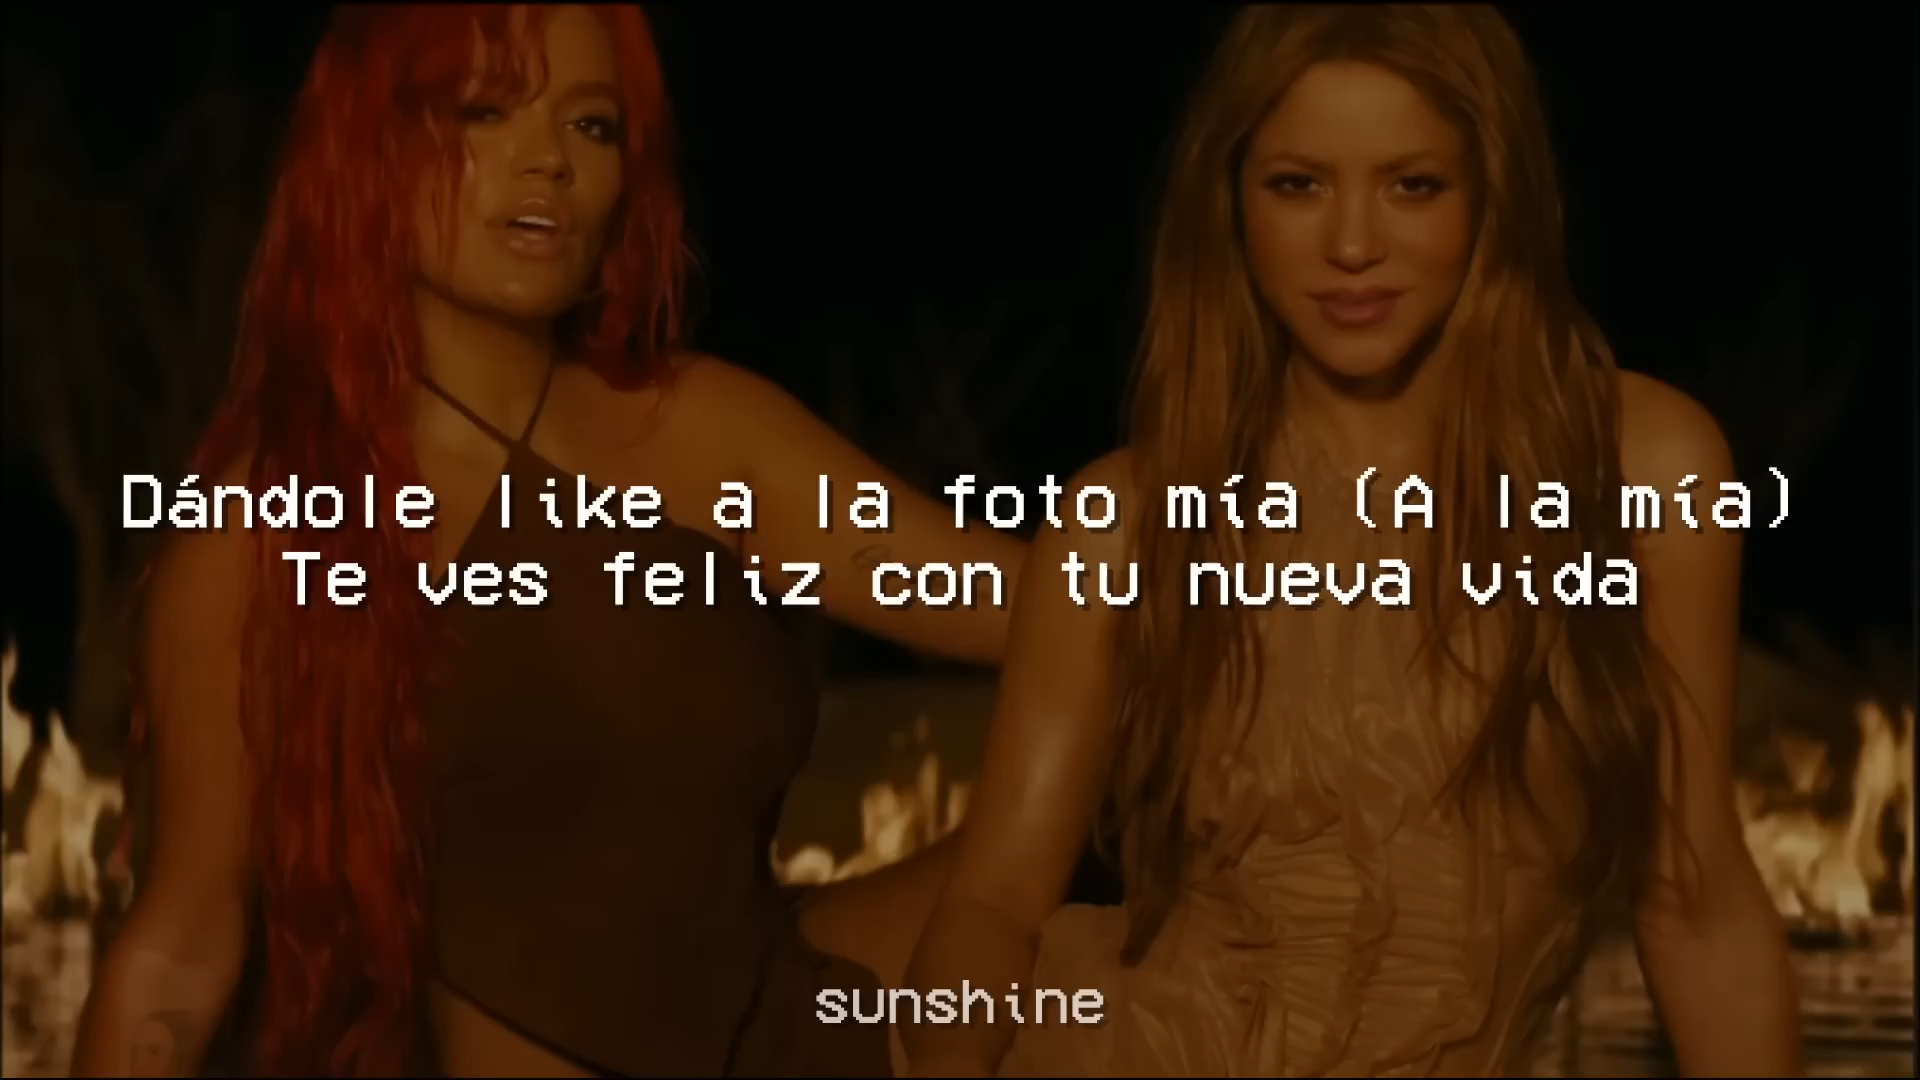 Dándole like a la foto mía (A la mía)
Te ves feliz con tu nueva vida
sunshine